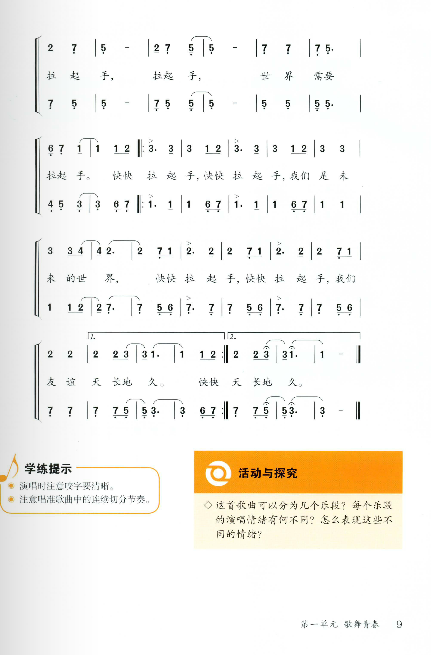 2 7 | 5 - | 2 7 5 | 5 - | 7 7 | 7 5.
拉 起 手, 拉起 手, 世 界 需要
7 5 | 5 - | 7 5 5 | 5 - | 5 5 | 5 5.
6 7 1 | 1 1 2 ‖: 3. 3 | 3 1 2 | 3. 3 | 3 1 2 | 3 3
拉起 手。 快快 拉 起 手,快快 拉 起 手,我们 是 未
4 5 3 | 3 6 7 ‖: 1. 1 | 1 6 7 | 1. 1 | 1 6 7 | 1 1
3 3 4 | 4 2. | 2 7 1 | 2. 2 | 2 7 1 | 2. 2 | 2 7 1
来 的世 界, 快快 拉 起 手,快快 拉 起 手,我们
1 1 2 | 2 7. | 7 5 6 | 7. 7 | 7 5 6 | 7. 7 | 7 5 6
1. 2.
2 2 | 2 2 3 | 3 1. | 1 1 2 :‖ 2 2 3 | 3 1. | 1 - ‖
友 谊 天 长地 久。 快快 天 长地 久。
7 7 | 7 7 5 | 5 3. | 3 6 7 :‖ 7 7 5 | 5 3. | 3 - ‖
学练提示
演唱时注意咬字要清晰。
注意唱准歌曲中的连续切分节奏。
活动与探究
◇ 这首歌曲可以分为几个乐段?每个乐段
的演唱情绪有何不同?怎么表现这些不
同的情绪?
第一单元 歌舞青春 9